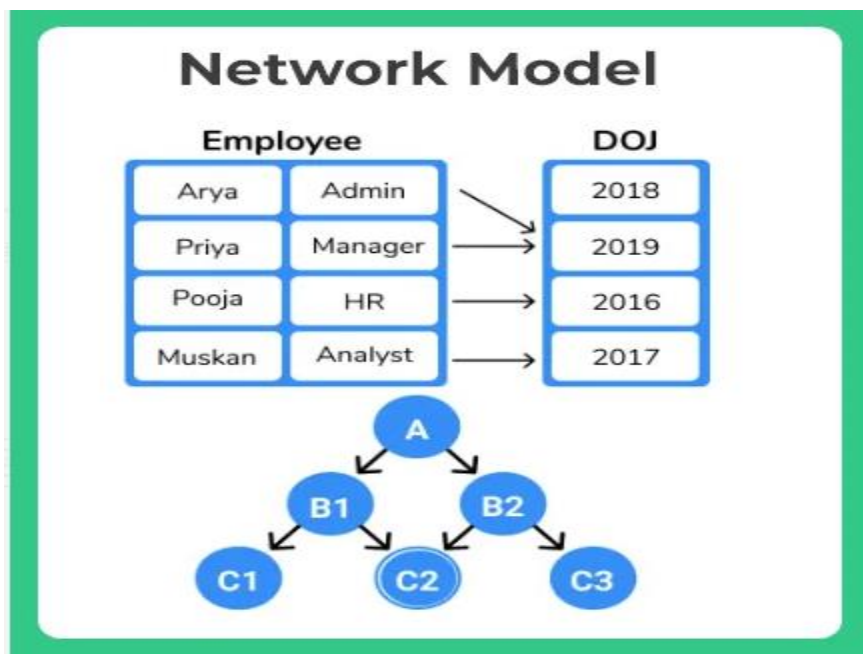 Network Model
Employee DOJ
Arya Admin 2018
Priya Manager 2019
Pooja HR 2016
Muskan Analyst 2017
A
B1 B2
C1 C2 C3